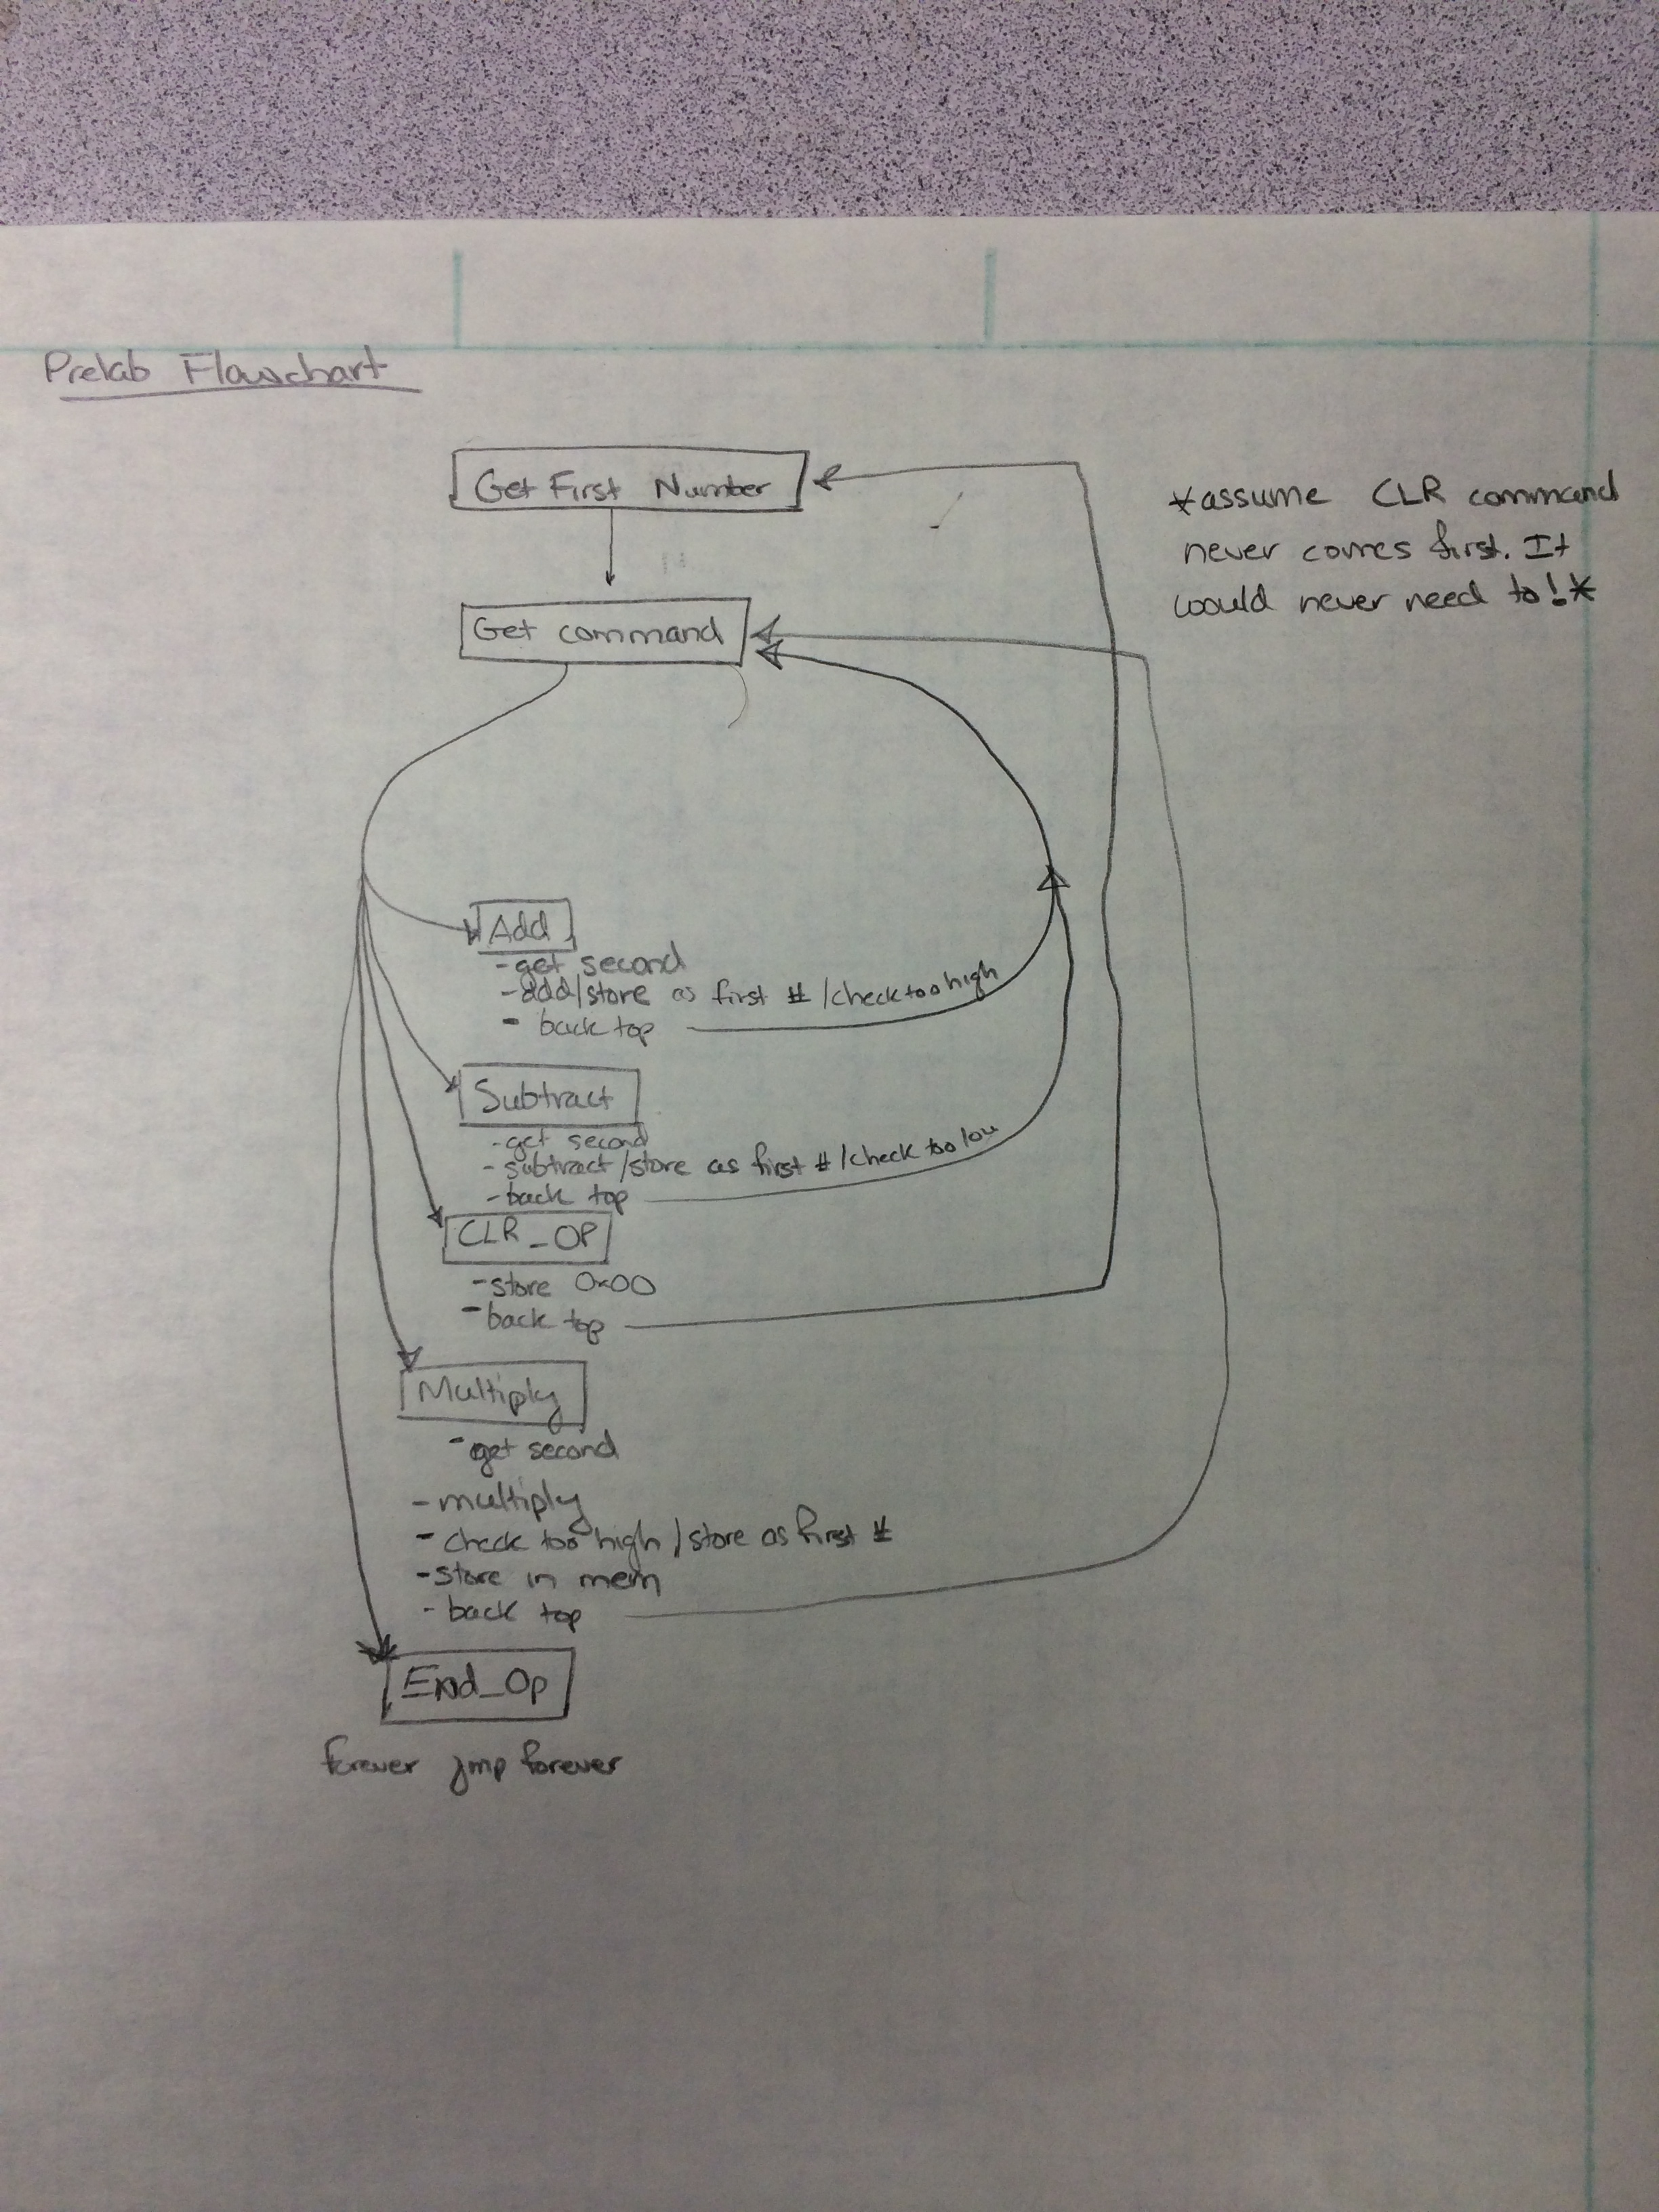 Prelab Flowchart
Get First Number
*assume CLR command
never comes first. It
would never need to!*
Get command
Add
-get second
-add/store as first # /check too high
- back top
Subtract
-get second
-subtract/store as first #/check too low
-back top
CLR_OP
-store 0x00
-back top
Multiply
-get second
-multiply
-check too high/store as first #
-store in mem
-back top
End_Op
forever jmp forever